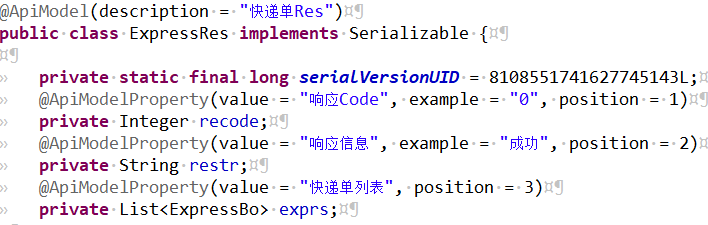 @ApiModel(description = "快递单Res")
public class ExpressRes implements Serializable {
private static final long serialVersionUID = 8108551741627745143L;
@ApiModelProperty(value = "响应Code", example = "0", position = 1)
private Integer recode;
@ApiModelProperty(value = "响应信息", example = "成功", position = 2)
private String restr;
@ApiModelProperty(value = "快递单列表", position = 3)
private List<ExpressBo> exprs;